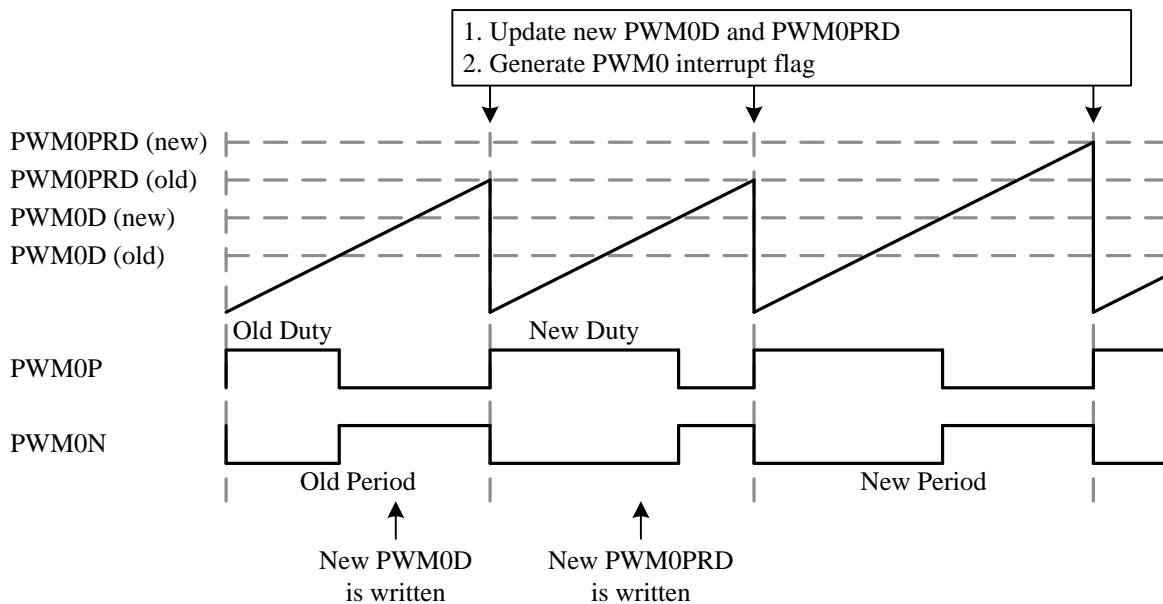 1. Update new PWM0D and PWM0PRD
2. Generate PWM0 interrupt flag
PWM0PRD (new)
PWM0PRD (old)
PWM0D (new)
PWM0D (old)
Old Duty
New Duty
PWM0P
PWM0N
Old Period
New Period
New PWM0D
is written
New PWM0PRD
is written